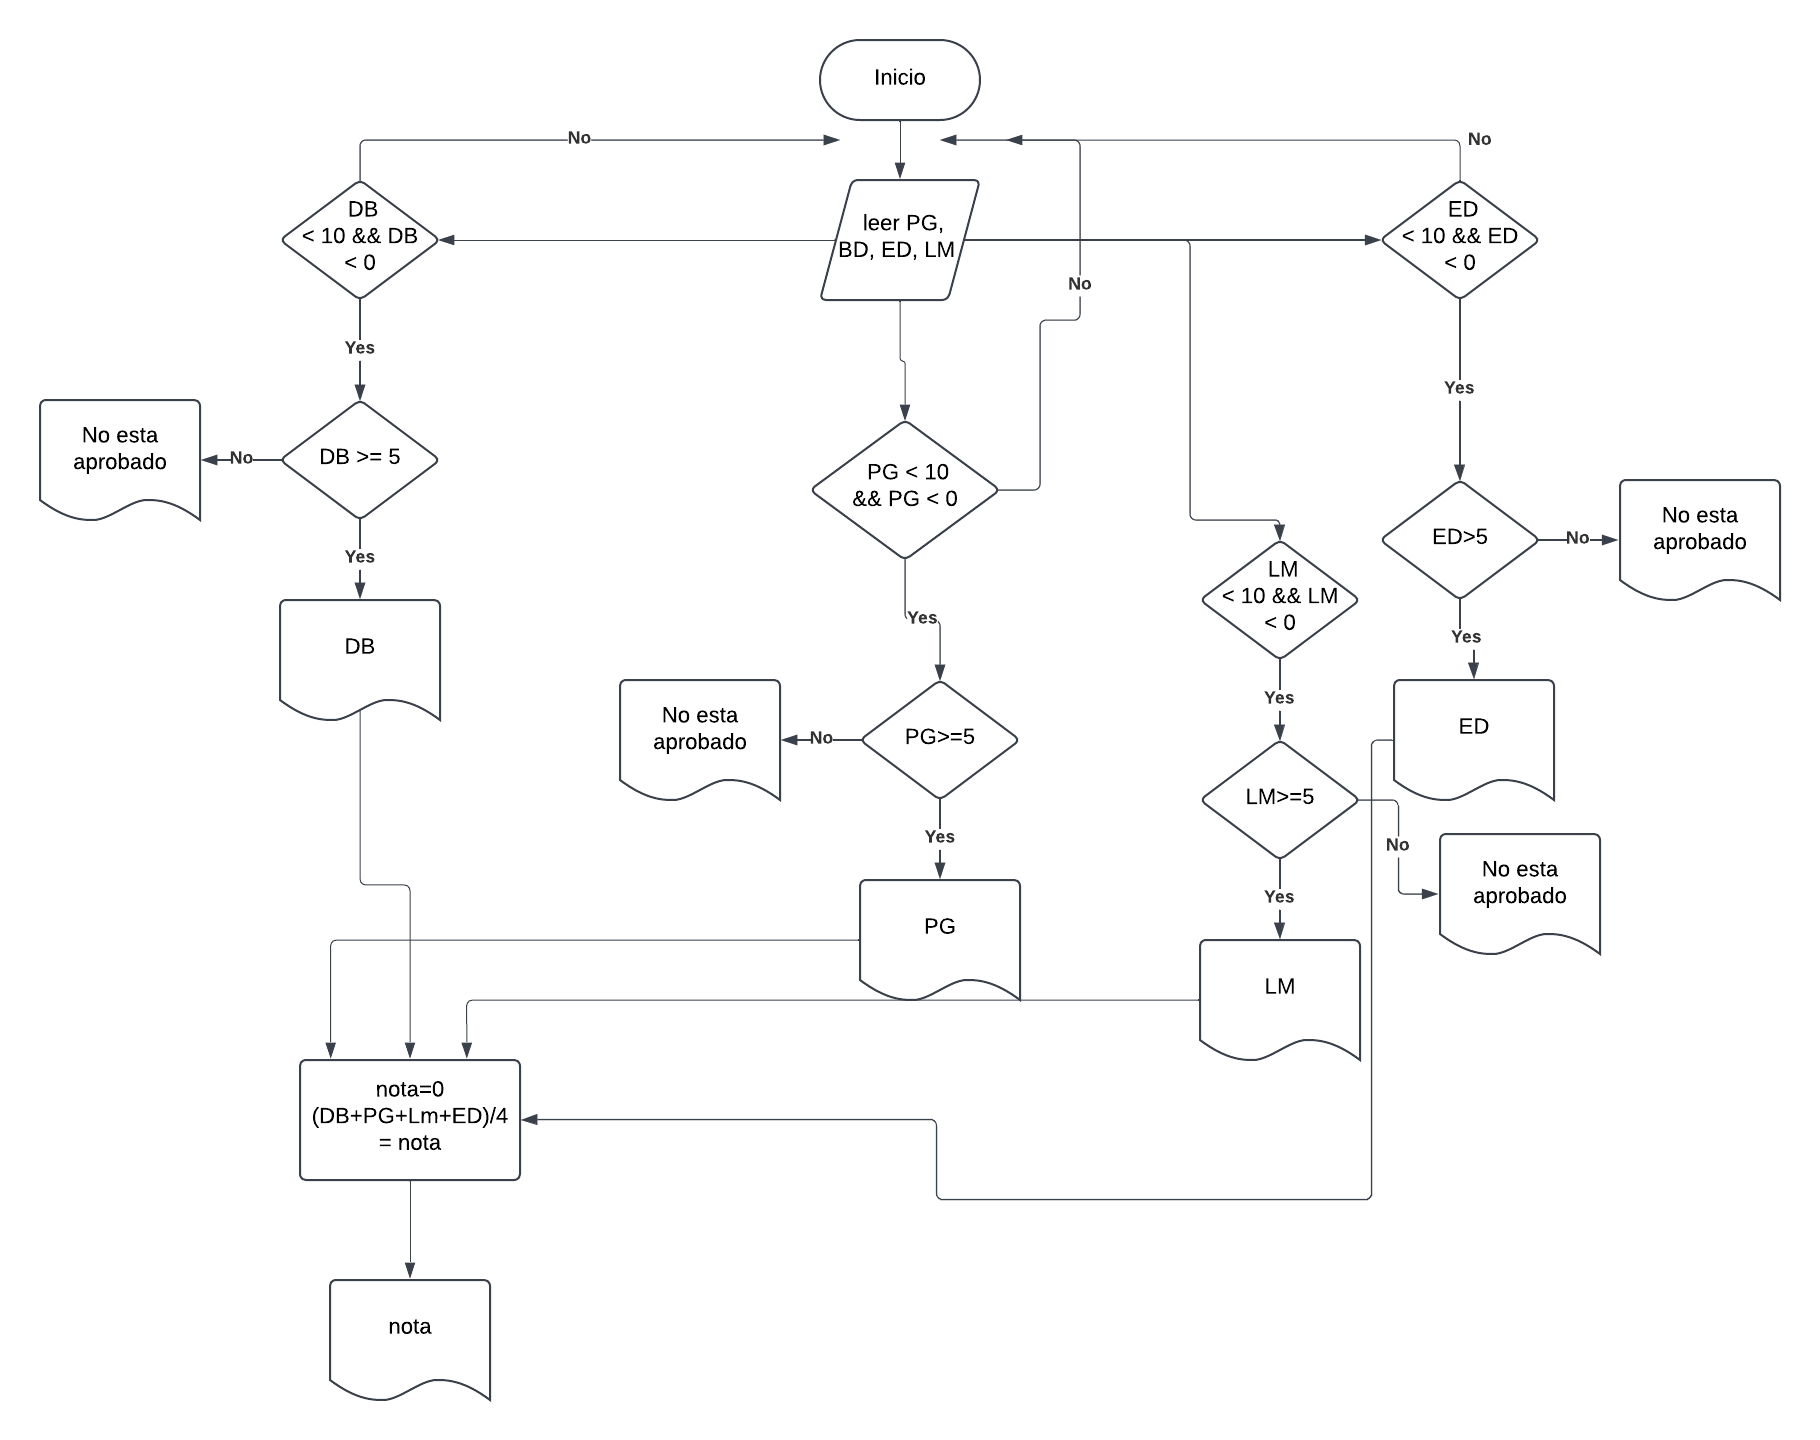 Inicio
No
No
DB
< 10 && DB
< 0
leer PG,
BD, ED, LM
ED
< 10 && ED
< 0
No
Yes
Yes
No esta
aprobado
No
DB >= 5
PG < 10
&& PG < 0
ED>5
No
No esta
aprobado
Yes
DB
Yes
LM
< 10 && LM
< 0
Yes
Yes
No esta
aprobado
No
PG>=5
ED
LM>=5
Yes
No
No esta
aprobado
Yes
PG
LM
nota=0
(DB+PG+Lm+ED)/4
= nota
nota